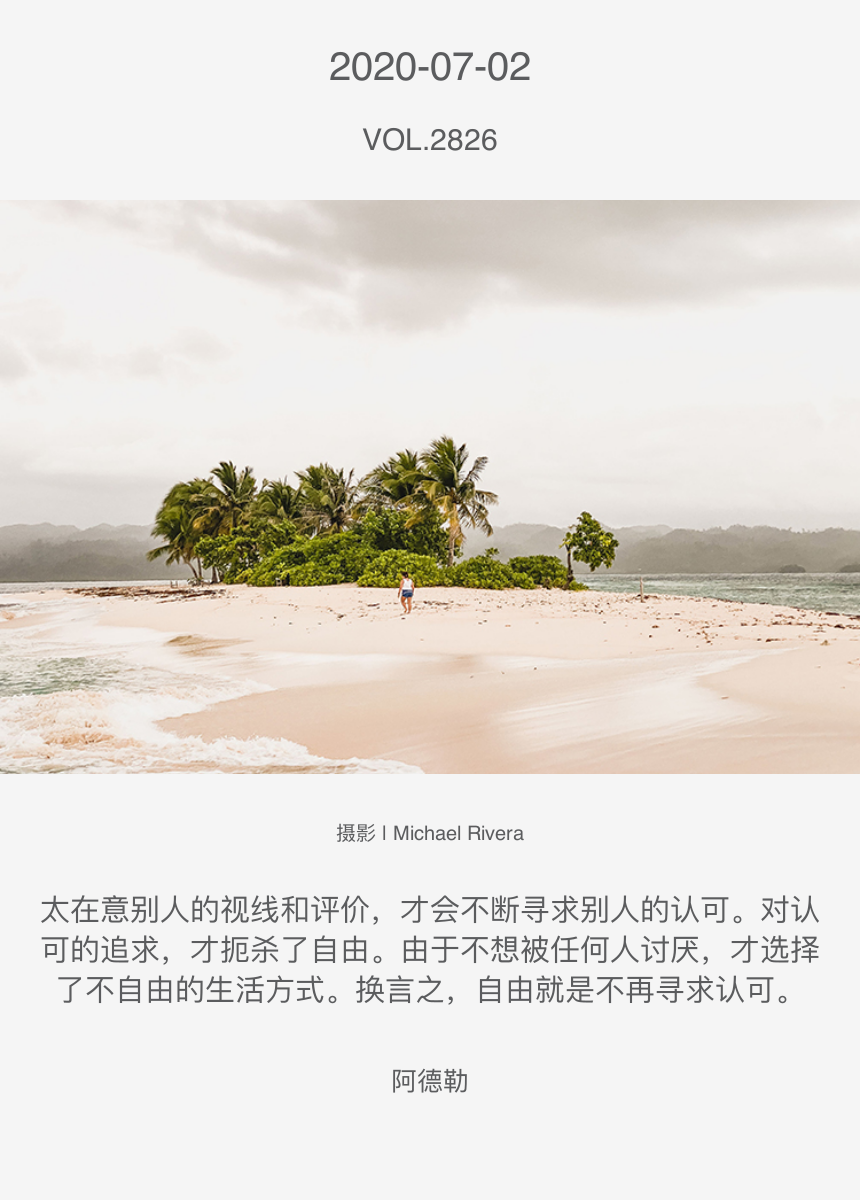 2020-07-02
VOL.2826
摄影 | Michael Rivera
太在意别人的视线和评价，才会不断寻求别人的认可。对认
可的追求，才扼杀了自由。由于不想被任何人讨厌，才选择
了不自由的生活方式。换言之，自由就是不再寻求认可。
阿德勒